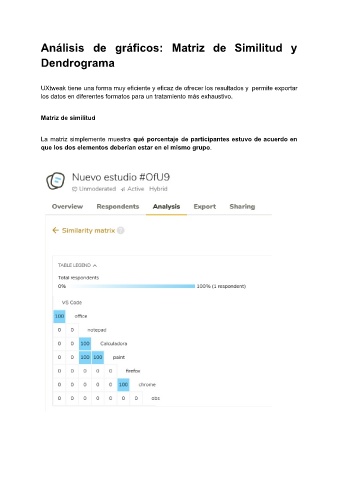 Análisis de gráficos: Matriz de Similitud y
Dendrograma
UXtweak tiene una forma muy eficiente y eficaz de ofrecer los resultados y permite exportar
los datos en diferentes formatos para un tratamiento más exhaustivo.
Matriz de similitud
La matriz simplemente muestra qué porcentaje de participantes estuvo de acuerdo en
que los dos elementos deberían estar en el mismo grupo.
Nuevo estudio #OfU9
Unmoderated Active Hybrid
Overview Respondents Analysis Export Sharing
← Similarity matrix
TABLE LEGEND
Total respondents
0% 100% (1 respondent)
VS Code
100 office
0 0 notepad
0 0 100 Calculadora
0 0 100 100 paint
0 0 0 0 0 firefox
0 0 0 0 0 100 chrome
0 0 0 0 0 0 0 obs